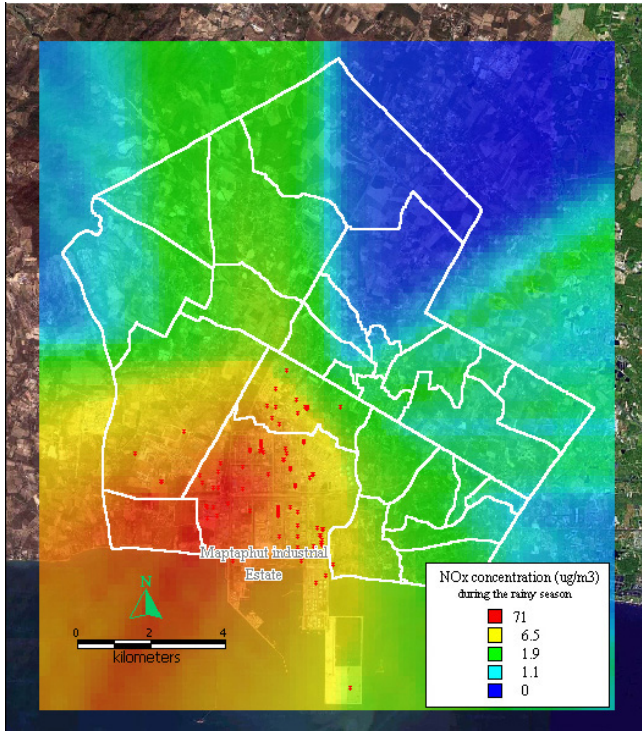 Maptaphut industrial
Estate
N
0 2 4
kilometers
NOx concentration (ug/m3)
during the rainy season
71
6.5
1.9
1.1
0